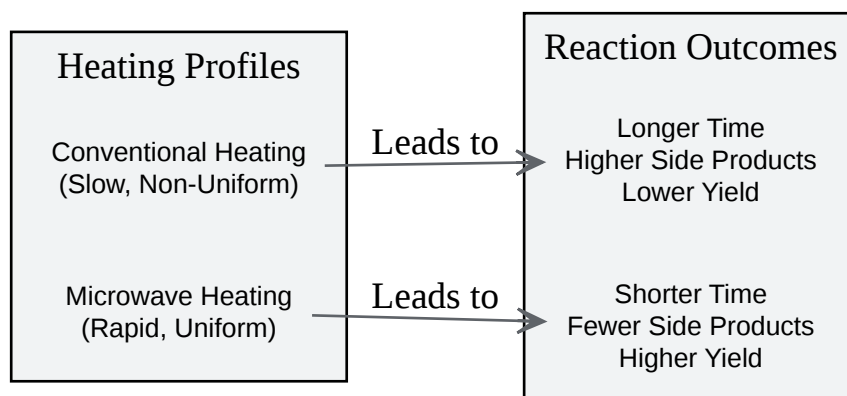 Heating Profiles
Conventional Heating
(Slow, Non-Uniform)
Microwave Heating
(Rapid, Uniform)
Leads to
Leads to
Reaction Outcomes
Longer Time
Higher Side Products
Lower Yield
Shorter Time
Fewer Side Products
Higher Yield